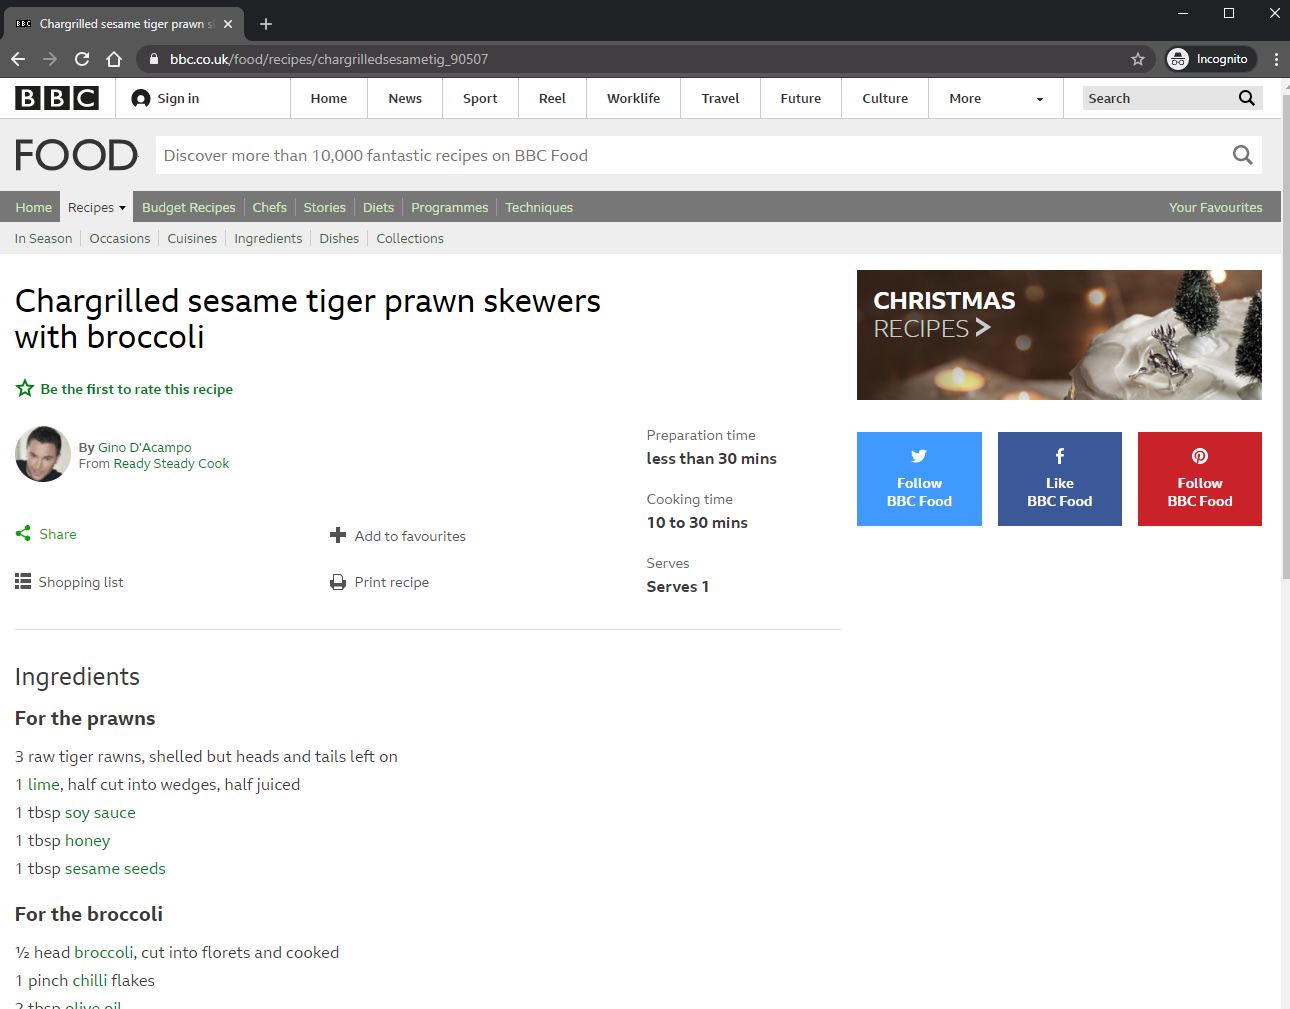 BBC Chargrilled sesame tiger prawn s
bbc.co.uk/food/recipes/chargrilledsesametig_90507
Incognito
BBC
Sign in
Home
News
Sport
Reel
Worklife
Travel
Future
Culture
More
Search
FOOD
Discover more than 10,000 fantastic recipes on BBC Food
Home
Recipes
Budget Recipes
Chefs
Stories
Diets
Programmes
Techniques
Your Favourites
In Season
Occasions
Cuisines
Ingredients
Dishes
Collections
Chargrilled sesame tiger prawn skewers
with broccoli
Be the first to rate this recipe
By Gino D'Acampo
From Ready Steady Cook
Share
Add to favourites
Shopping list
Print recipe
Preparation time
less than 30 mins
Cooking time
10 to 30 mins
Serves
Serves 1
CHRISTMAS
RECIPES >
Follow
BBC Food
Like
BBC Food
Follow
BBC Food
Ingredients
For the prawns
3 raw tiger rawns, shelled but heads and tails left on
1 lime, half cut into wedges, half juiced
1 tbsp soy sauce
1 tbsp honey
1 tbsp sesame seeds
For the broccoli
½ head broccoli, cut into florets and cooked
1 pinch chilli flakes
2 tbsp olive oil